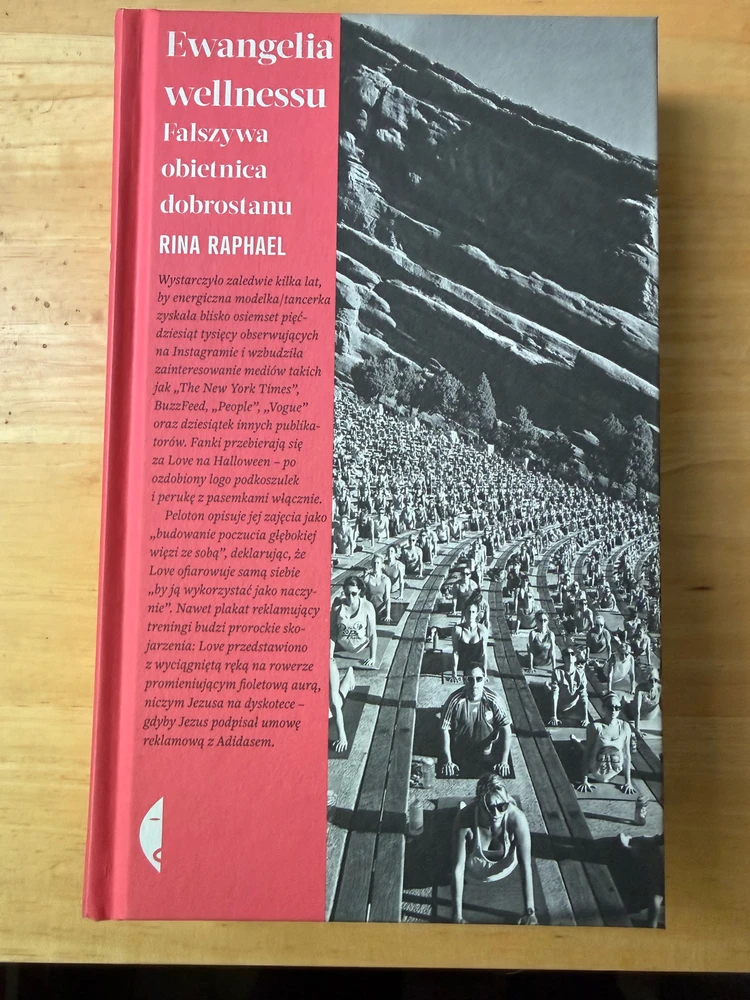 Ewangelia
wellnessu
Fałszywa
obietnica
dobrostanu
RINA RAPHAEL
Wystarczyło zaledwie kilka lat,
by energiczna modelka/tancerka
zyskała blisko osiemset pięć-
dziesiąt tysięcy obserwujących
na Instagramie i wzbudziła
zainteresowanie mediów takich
jak „The New York Times”,
BuzzFeed, „People”, „Vogue”
oraz dziesiątek innych publika-
torów. Fanki przebierają się
za Love na Halloween – po
ozdobiony logo podkoszulek
i perukę z pasemkami włącznie.
Peloton opisuje jej zajęcia jako
„budowanie poczucia głębokiej
więzi ze sobą”, deklarując, że
Love ofiarowuje samą siebie
„by ją wykorzystać jako naczy-
nie”. Nawet plakat reklamujący
treningi budzi prorockie sko-
jarzenia: Love przedstawiono
z wyciągniętą ręką na rowerze
promieniującym fioletową aurą,
niczym Jezusa na dyskotece –
gdyby Jezus podpisał umowę
reklamową z Adidasem.